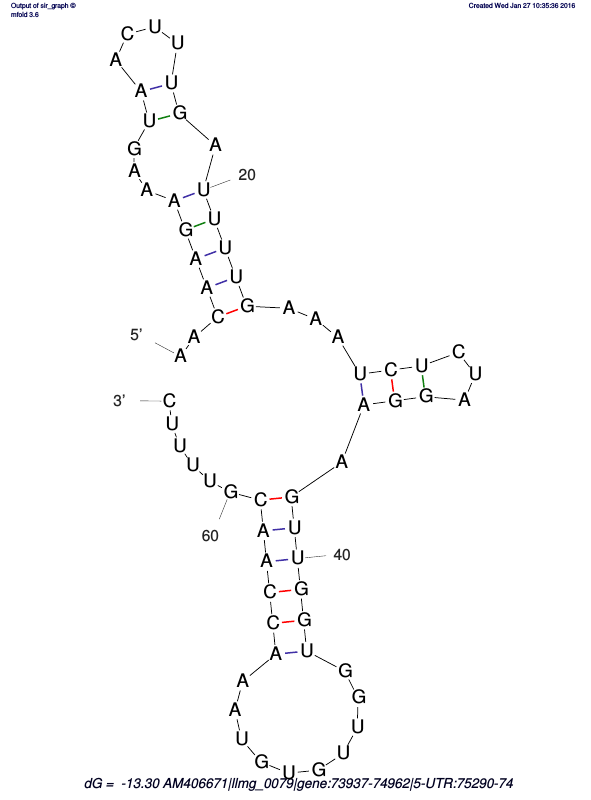 Output of sir_graph ©
mfold 3.6
Created Wed Jan 27 10:35:36 2016
5'
A A C A A G A A A G U A A C U U U G A U
20
U U U G A A A U C U C U A G G A A G U U
40
G G U G G U U G U G U A A A C C A A C G
60
U U U U C
3'
dG = -13.30 AM406671|llmg_0079|gene:73937-74962|5-UTR:75290-74